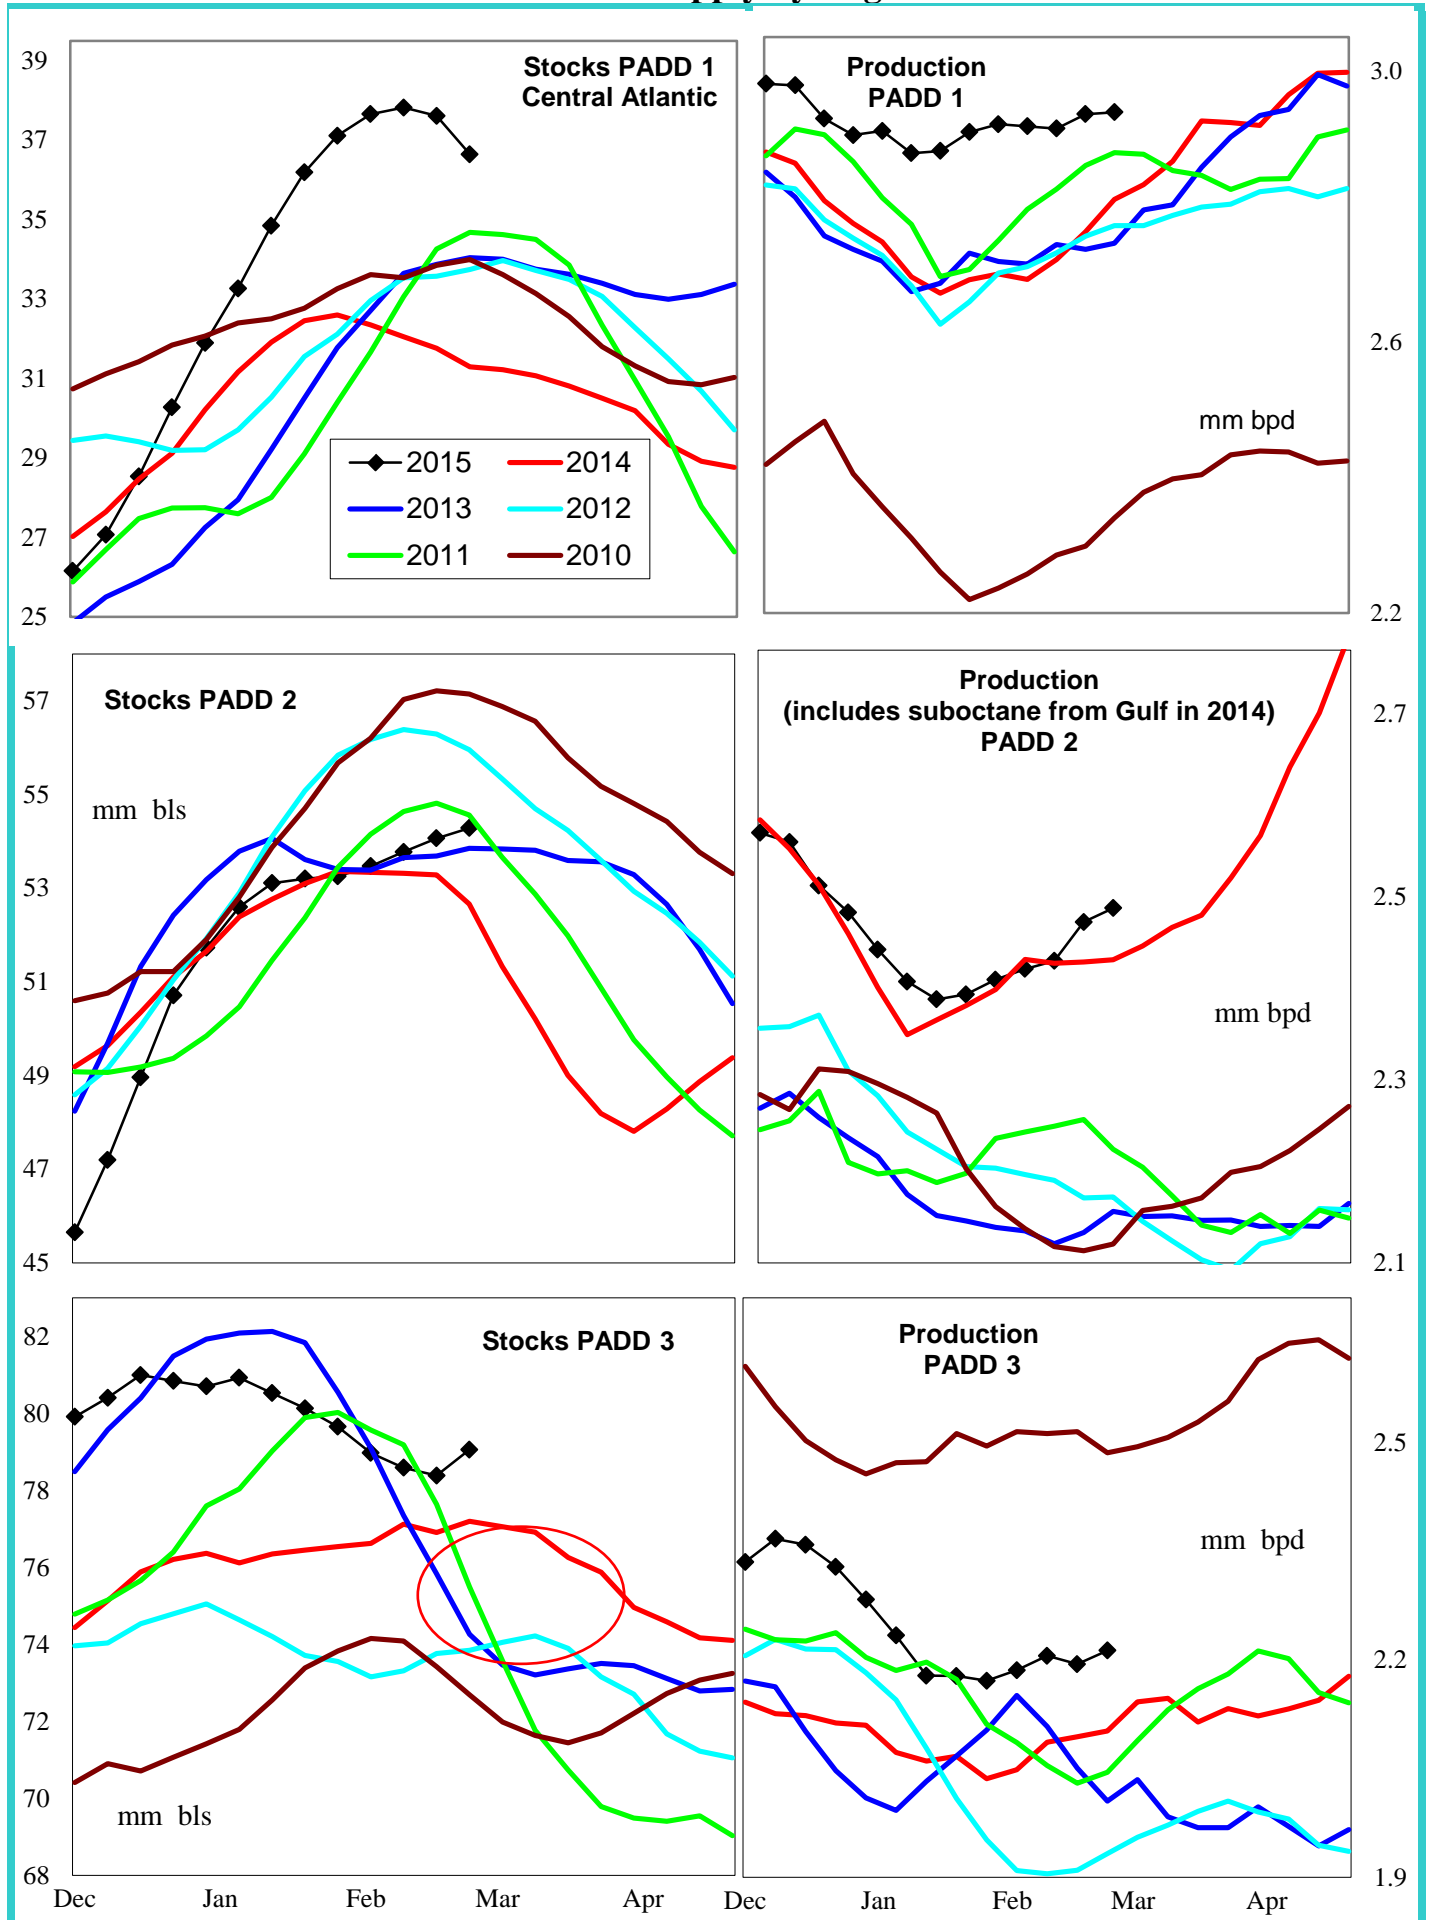 Stocks PADD 1
Central Atlantic
39
37
35
33
31
29
27
25
2015
2014
2013
2012
2011
2010
Production
PADD 1
mm bpd
3.0
2.6
2.2
Stocks PADD 2
mm bls
57
55
53
51
49
47
45
Production
(includes suboctane from Gulf in 2014)
PADD 2
mm bpd
2.7
2.5
2.3
2.1
Stocks PADD 3
mm bls
82
80
78
76
74
72
70
68
Dec Jan Feb Mar Apr
Production
PADD 3
mm bpd
2.5
2.2
1.9
Dec Jan Feb Mar Apr